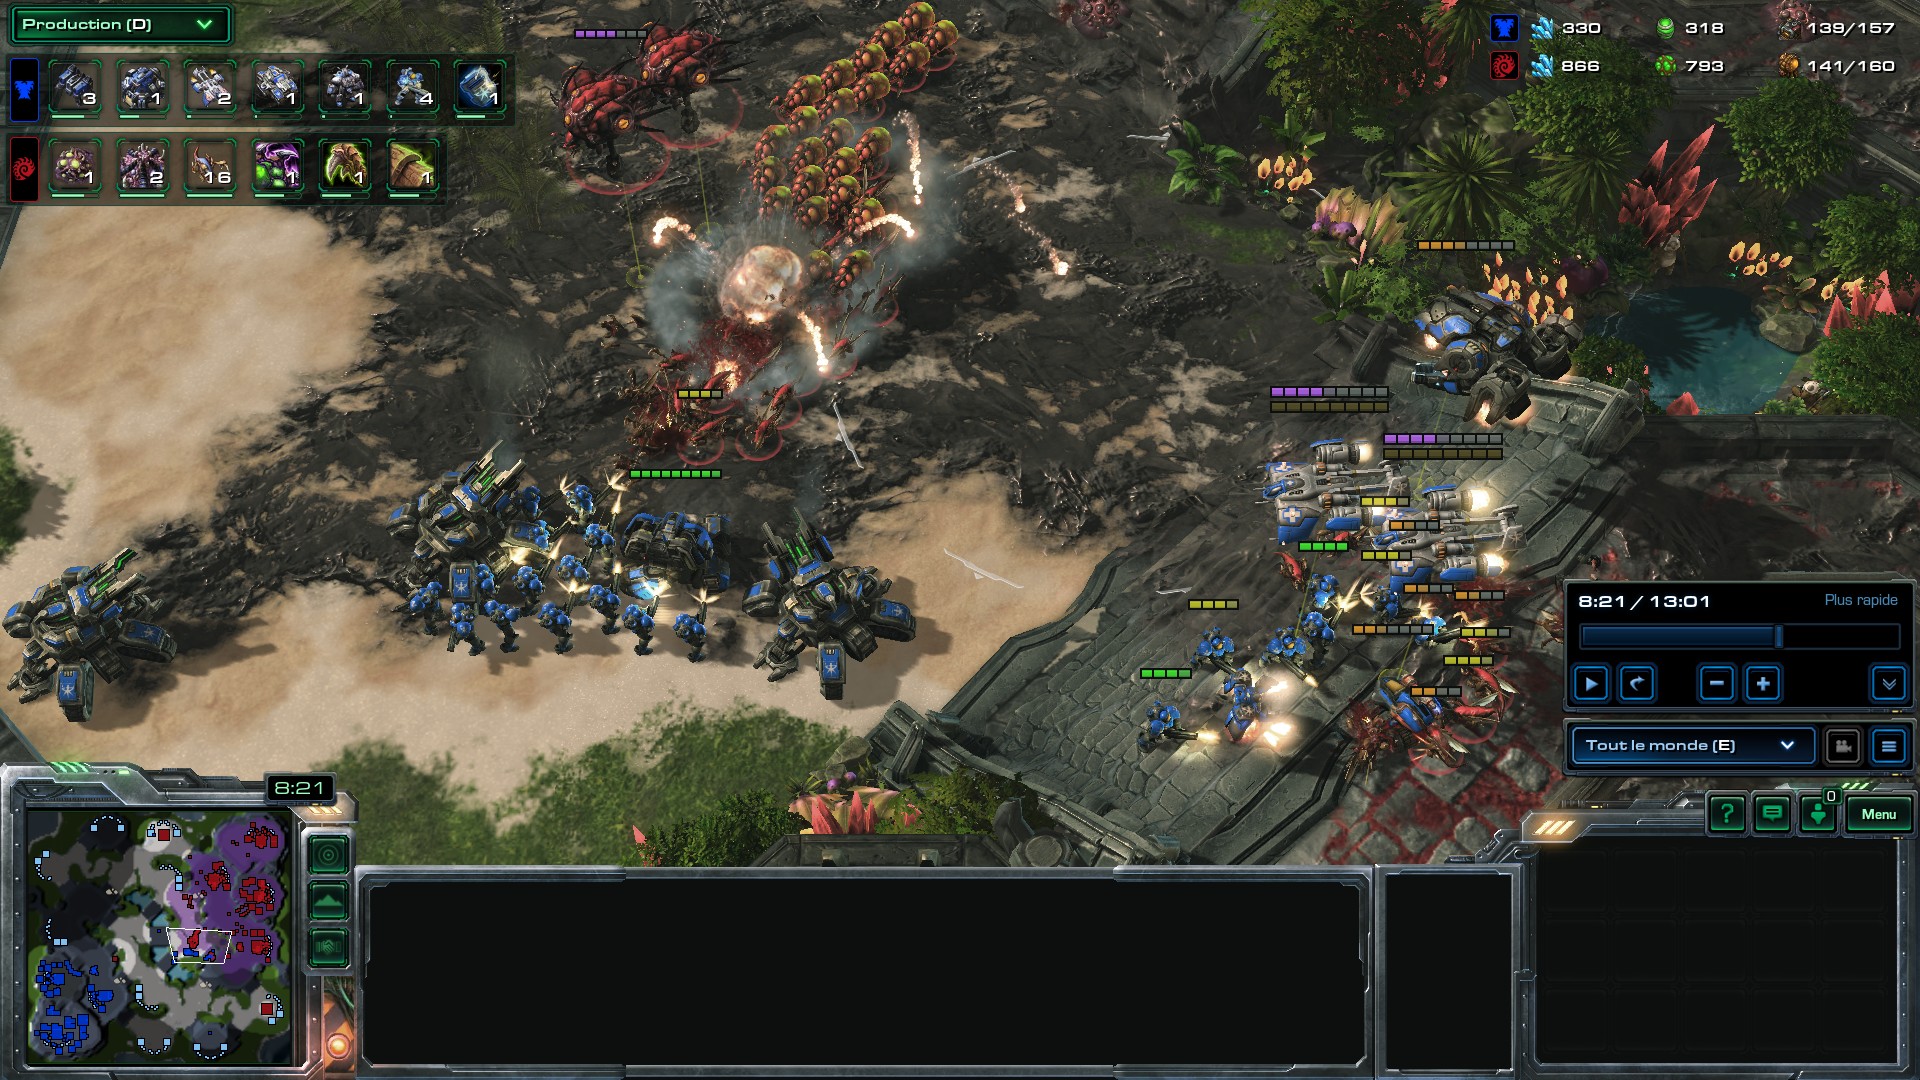 Production (D)
3 1 2 1 1 4 1
1 2 16 1 1 1
330 318 139/157
866 793 141/160
8:21 / 13:01 Plus rapide
Tout le monde (E)
8:21
0
? Menu